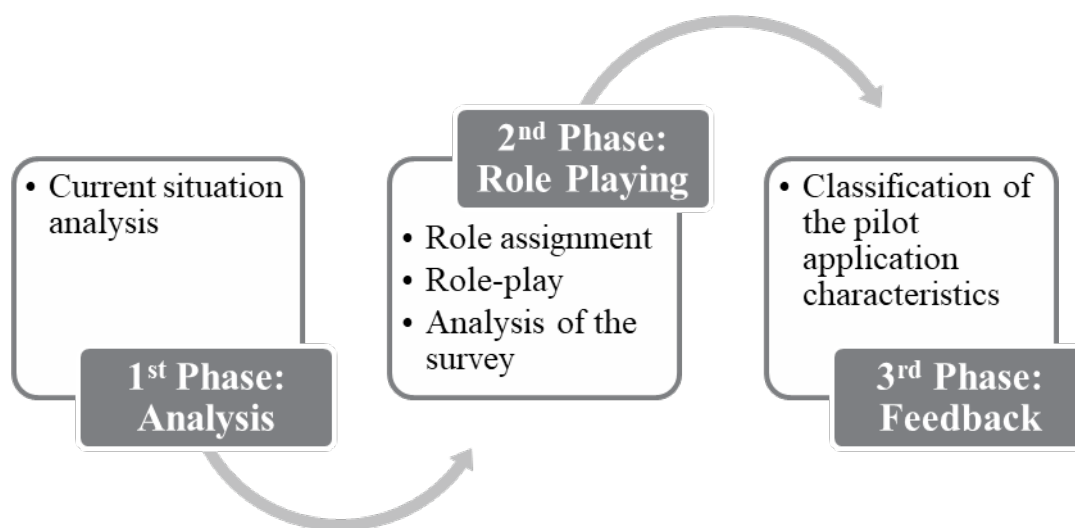 • Current situation
analysis
1st Phase:
Analysis
2nd Phase:
Role Playing
• Role assignment
• Role-play
• Analysis of the
survey
• Classification of
the pilot
application
characteristics
3rd Phase:
Feedback